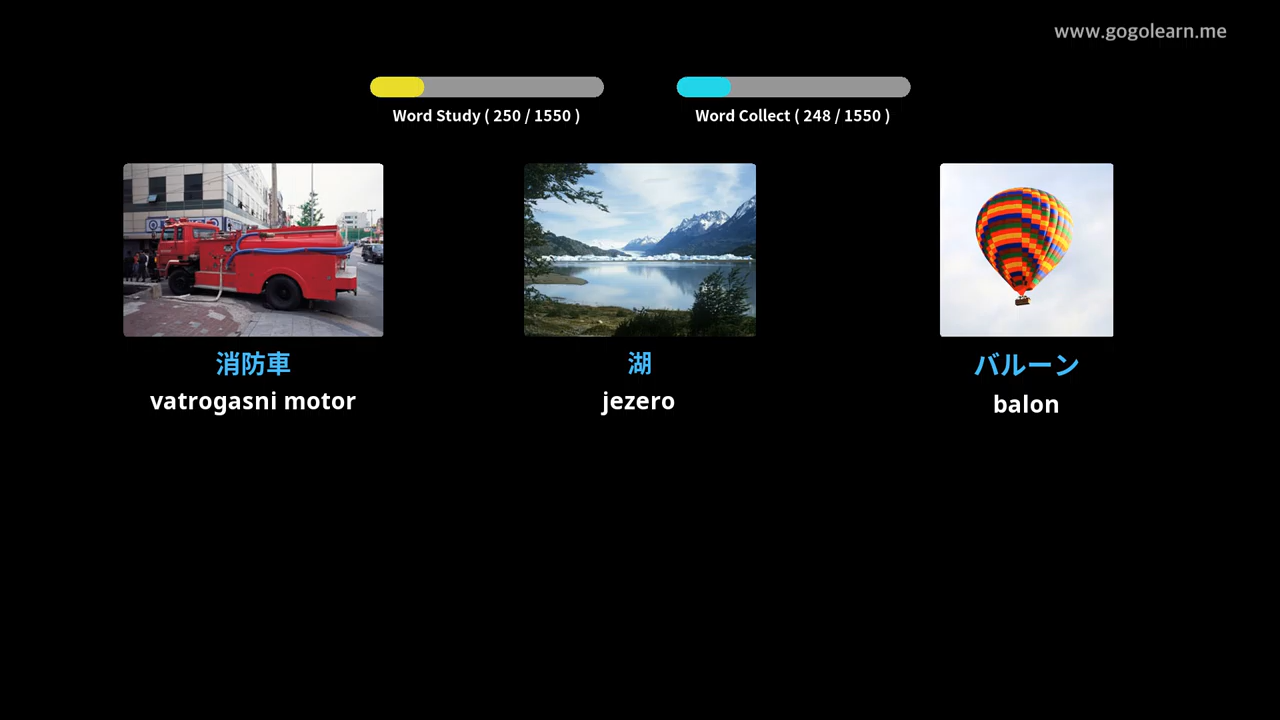 www.gogolearn.me
Word Study ( 250 / 1550 )
Word Collect ( 248 / 1550 )
消防車
vatrogasni motor
湖
jezero
バルーン
balon